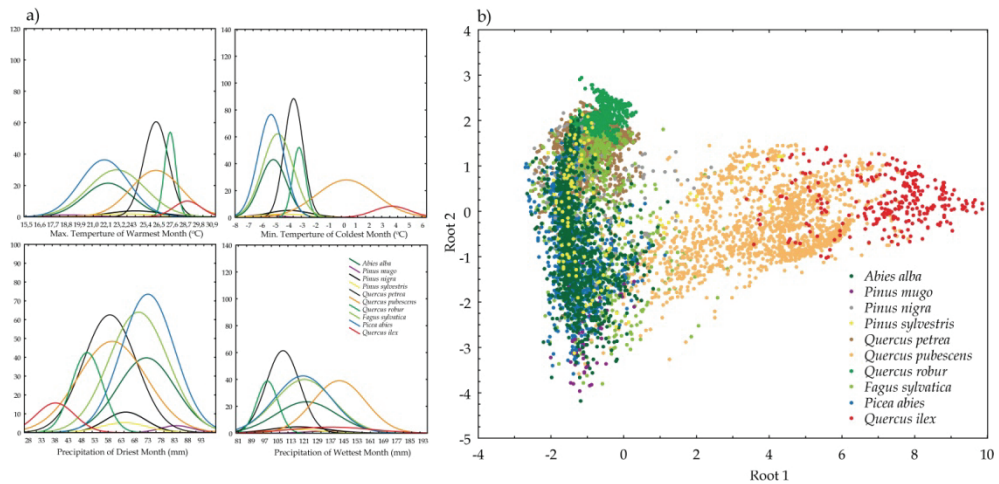 a)
120
100
80
60
40
20
0
15,5 16,6 17,7 18,8 19,9 21,0 22,1 23,2 ,243 25,4 26,5 27,6 28,7 29,8 30,9
Max. Temperture of Warmest Month (°C)
140
120
100
80
60
40
20
0
-8 -7 -6 -5 -4 -3 -2 -1 0 1 2 3 4 5 6
Min. Temperture of Coldest Month (°C)
100
90
80
70
60
50
40
30
20
10
0
28 33 38 43 48 53 58 63 68 73 78 83 88 93
Precipitation of Driest Month (mm)
140
120
100
80
60
40
20
0
81 89 97 105 113 121 129 137 145 153 161 169 177 185 193
Precipitation of Wettest Month (mm)
Abies alba
Pinus mugo
Pinus nigra
Pinus sylvestris
Quercus petrea
Quercus pubescens
Quercus robur
Fagus sylvatica
Picea abies
Quercus ilex
b)
4
3
2
1
0
-1
-2
-3
-4
-5
Root 2
-4 -2 0 2 4 6 8 10
Root 1
Abies alba
Pinus mugo
Pinus nigra
Pinus sylvestris
Quercus petrea
Quercus pubescens
Quercus robur
Fagus sylvatica
Picea abies
Quercus ilex